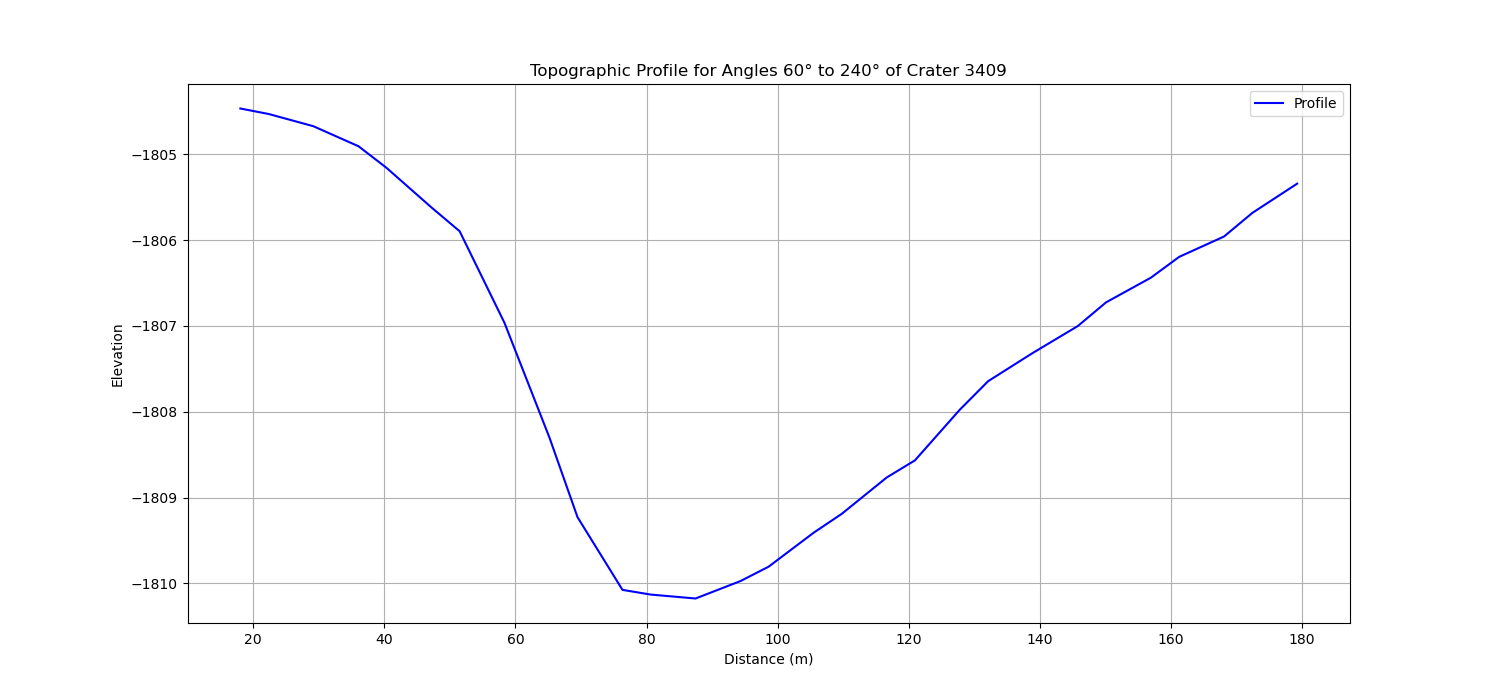 Topographic Profile for Angles 60° to 240° of Crater 3409
Profile
−1805
−1806
−1807
−1808
−1809
−1810
Elevation
20 40 60 80 100 120 140 160 180
Distance (m)